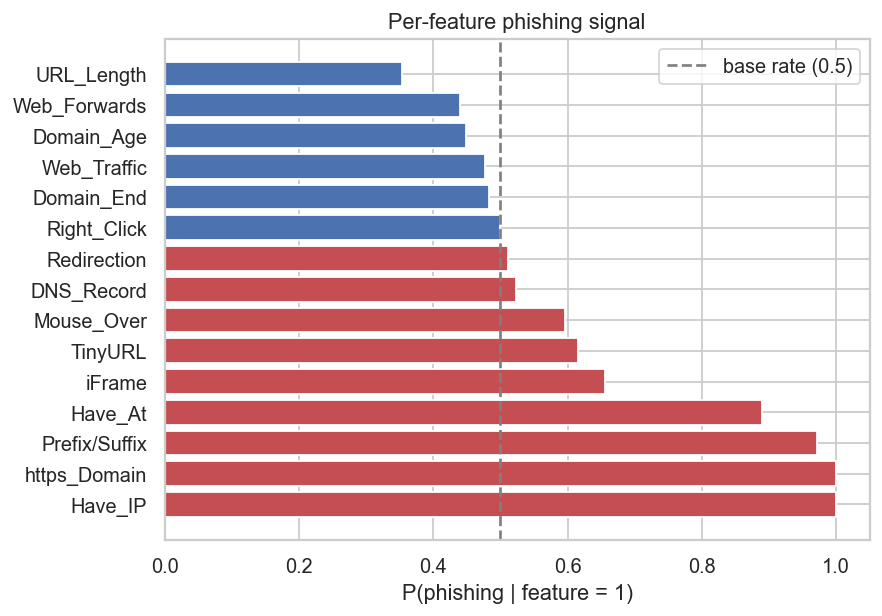 Per-feature phishing signal
base rate (0.5)
URL_Length
Web_Forwards
Domain_Age
Web_Traffic
Domain_End
Right_Click
Redirection
DNS_Record
Mouse_Over
TinyURL
iFrame
Have_At
Prefix/Suffix
https_Domain
Have_IP
0.0 0.2 0.4 0.6 0.8 1.0
P(phishing | feature = 1)